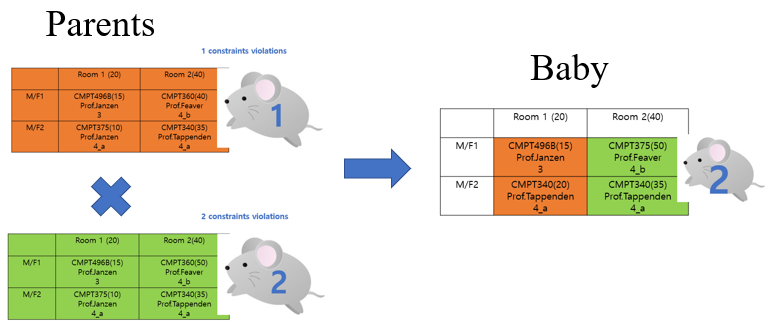 Parents
1 constraints violations
Room 1 (20) Room 2(40)
M/F1 CMPT496B(15) CMPT360(40)
Prof.Janzen Prof.Feaver
3 4_b
M/F2 CMPT375(10) CMPT340(35)
Prof.Janzen Prof.Tappenden
4_a 4_a
1
2 constraints violations
Room 1 (20) Room 2(40)
M/F1 CMPT496B(15) CMPT360(50)
Prof.Janzen Prof.Feaver
3 4_b
M/F2 CMPT375(10) CMPT340(35)
Prof.Janzen Prof.Tappenden
4_a 4_a
2
Baby
Room 1 (20) Room 2(40)
M/F1 CMPT496B(15) CMPT375(50)
Prof.Janzen Prof.Feaver
3 4_b
M/F2 CMPT340(20) CMPT340(35)
Prof.Tappenden Prof.Tappenden
4_a 4_a
2